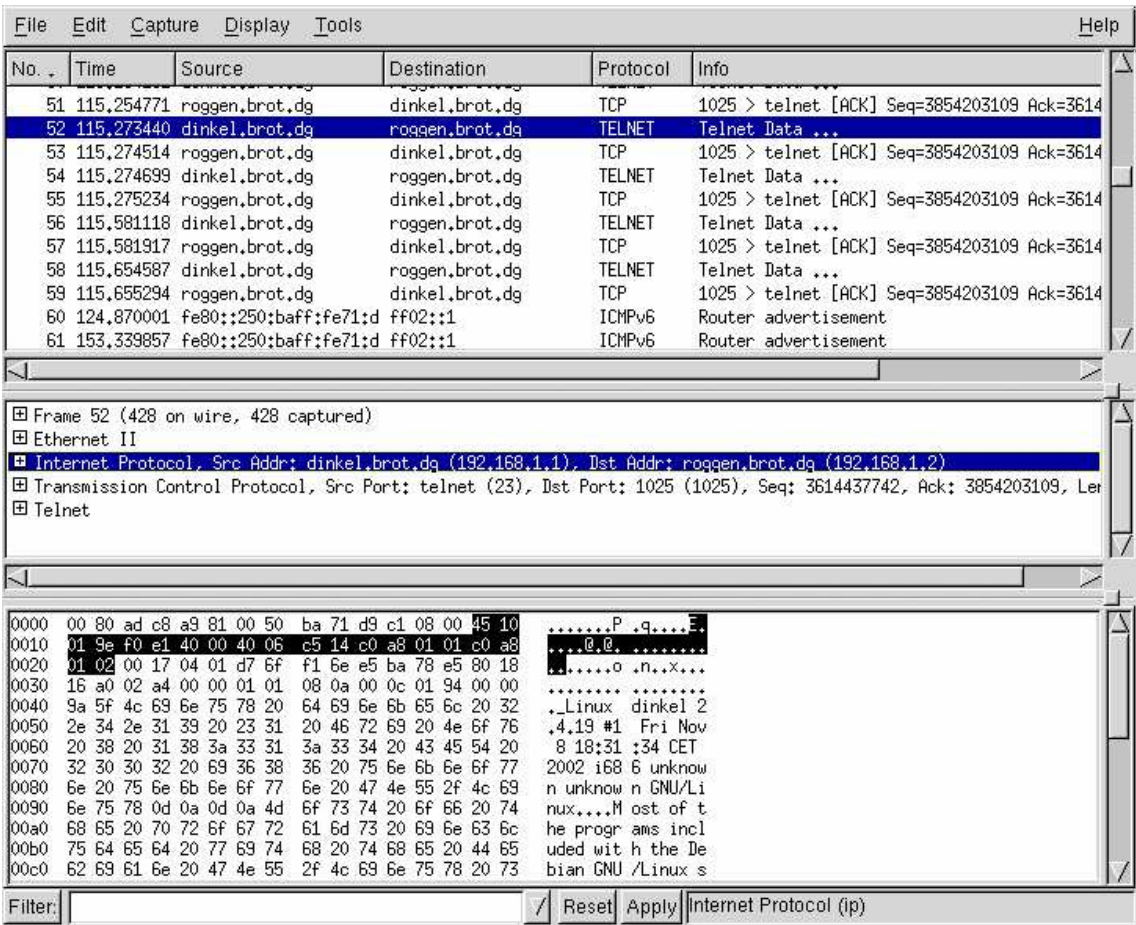 File Edit Capture Display Tools Help
No. Time Source Destination Protocol Info
51 115.254771 roggen.brot.dg dinkel.brot.dg TCP 1025 > telnet [ACK] Seq=3854203109 Ack=3614
52 115.273440 dinkel.brot.dg roggen.brot.dg TELNET Telnet Data ...
53 115.274514 roggen.brot.dg dinkel.brot.dg TCP 1025 > telnet [ACK] Seq=3854203109 Ack=3614
54 115.274699 dinkel.brot.dg roggen.brot.dg TELNET Telnet Data ...
55 115.275234 roggen.brot.dg dinkel.brot.dg TCP 1025 > telnet [ACK] Seq=3854203109 Ack=3614
56 115.581118 dinkel.brot.dg roggen.brot.dg TELNET Telnet Data ...
57 115.581917 roggen.brot.dg dinkel.brot.dg TCP 1025 > telnet [ACK] Seq=3854203109 Ack=3614
58 115.654587 dinkel.brot.dg roggen.brot.dg TELNET Telnet Data ...
59 115.655294 roggen.brot.dg dinkel.brot.dg TCP 1025 > telnet [ACK] Seq=3854203109 Ack=3614
60 124.870001 fe80::250:baff:fe71:d ff02::1 ICMPv6 Router advertisement
61 153.339857 fe80::250:baff:fe71:d ff02::1 ICMPv6 Router advertisement
Frame 52 (428 on wire, 428 captured)
Ethernet II
Internet Protocol, Src Addr: dinkel.brot.dg (192.168.1.1), Dst Addr: roggen.brot.dg (192.168.1.2)
Transmission Control Protocol, Src Port: telnet (23), Dst Port: 1025 (1025), Seq: 3614437742, Ack: 3854203109, Len
Telnet
0000 00 80 ad c8 a9 81 00 50 ba 71 d9 c1 08 00 45 10 .......P .q....E.
0010 01 9e f0 e1 40 00 40 06 c5 14 c0 a8 01 01 c0 a8 ....@.@. ........
0020 01 02 00 17 04 01 d7 6f f1 6e e5 ba 78 e5 80 18 .......o .n..x...
0030 16 a0 02 a4 00 00 01 01 08 0a 00 0c 01 94 00 00 ........ ........
0040 9a 5f 4c 69 6e 75 78 20 64 69 6e 6b 65 6c 20 32 ._Linux dinkel 2
0050 2e 34 2e 31 39 20 23 31 20 46 72 69 20 4e 6f 76 .4.19 #1 Fri Nov
0060 20 38 20 31 38 3a 33 31 3a 33 34 20 43 45 54 20 8 18:31 :34 CET
0070 32 30 30 32 20 69 36 38 36 20 75 6e 6b 6e 6f 77 2002 i68 6 unknow
0080 6e 20 75 6e 6b 6e 6f 77 6e 20 47 4e 55 2f 4c 69 n unknow n GNU/Li
0090 6e 75 78 0d 0a 0d 0a 4d 6f 73 74 20 6f 66 20 74 nux....M ost of t
00a0 68 65 20 70 72 6f 67 72 61 6d 73 20 69 6e 63 6c he progr ams incl
00b0 75 64 65 64 20 77 69 74 68 20 74 68 65 20 44 65 uded wit h the De
00c0 62 69 61 6e 20 47 4e 55 2f 4c 69 6e 75 78 20 73 bian GNU /Linux s
Filter: Reset Apply Internet Protocol (ip)